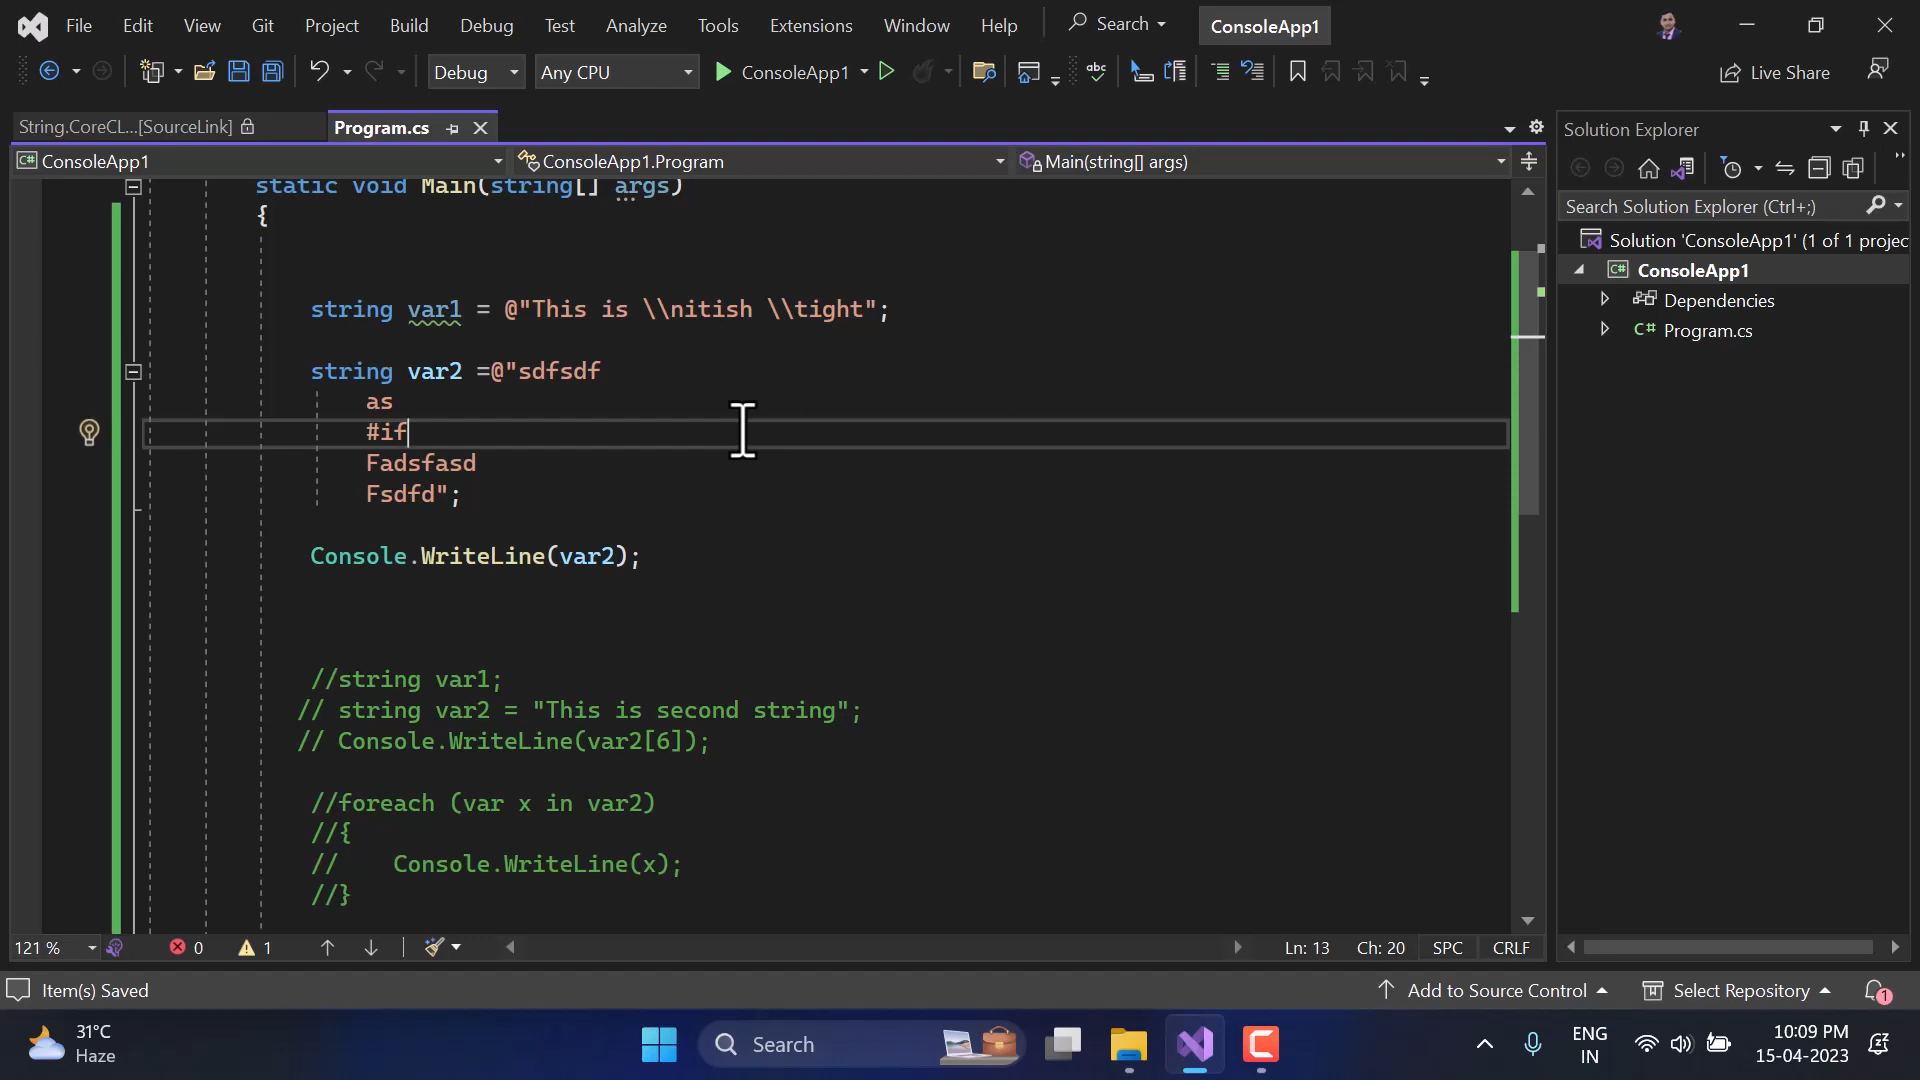 File Edit View Git Project Build Debug Test Analyze Tools Extensions Window Help Search ConsoleApp1
Debug Any CPU ConsoleApp1 Live Share
String.CoreCL...[SourceLink] Program.cs
C# ConsoleApp1 ConsoleApp1.Program Main(string[] args)
static void Main(string[] args)
{
string var1 = @"This is \\nitish \\tight";
string var2 =@"sdfsdf
as
#if
Fadsfasd
Fsdfd";
Console.WriteLine(var2);
//string var1;
// string var2 = "This is second string";
// Console.WriteLine(var2[6]);
//foreach (var x in var2)
//{
//    Console.WriteLine(x);
//}
121 % 0 1 Ln: 13 Ch: 20 SPC CRLF
Solution Explorer
Search Solution Explorer (Ctrl+;)
Solution 'ConsoleApp1' (1 of 1 projec
C# ConsoleApp1
Dependencies
C# Program.cs
Item(s) Saved Add to Source Control Select Repository 1
31°C
Haze
Search
ENG
IN
10:09 PM
15-04-2023